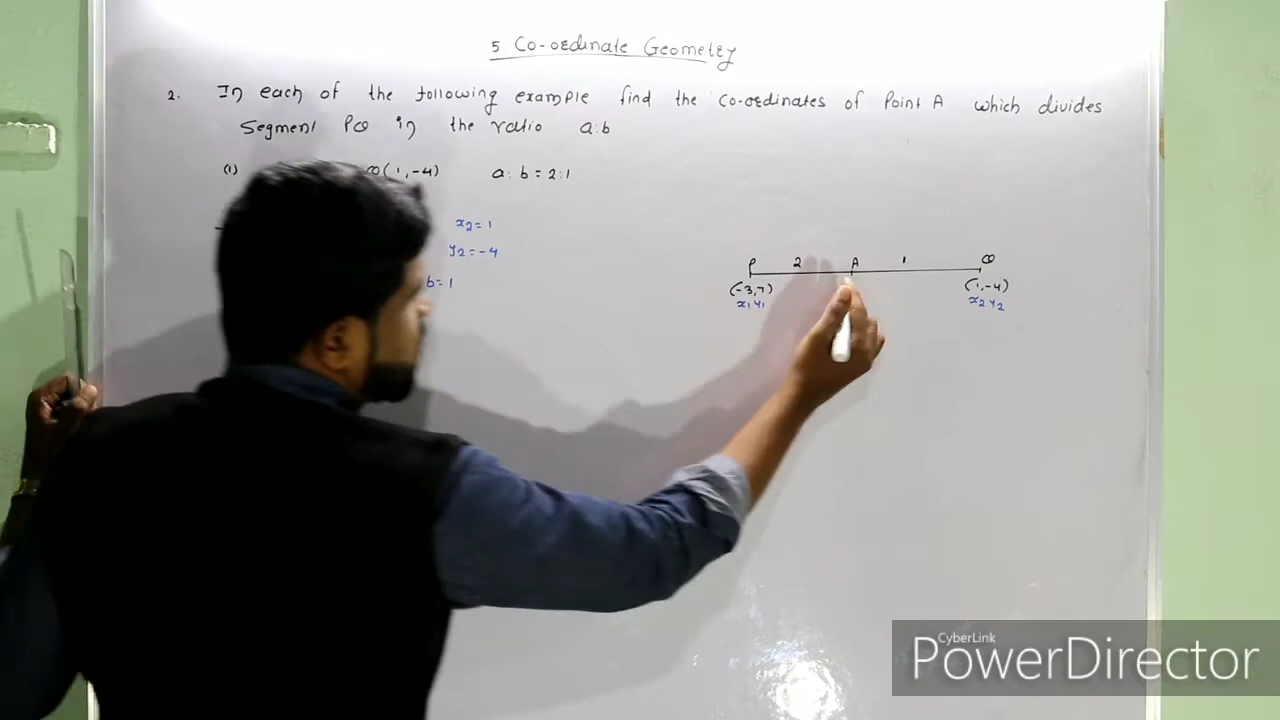 5 Co-ordinate Geometry
2. In each of the following example find the co-ordinates of Point A which divides
Segment PQ in the ratio a:b
(1) Q(1,-4) a:b = 2:1
x2 = 1
y2 = -4
b = 1
P 2 A 1 Q
(-3,7) (1,-4)
x1 y1 x2 y2
CyberLink
PowerDirector